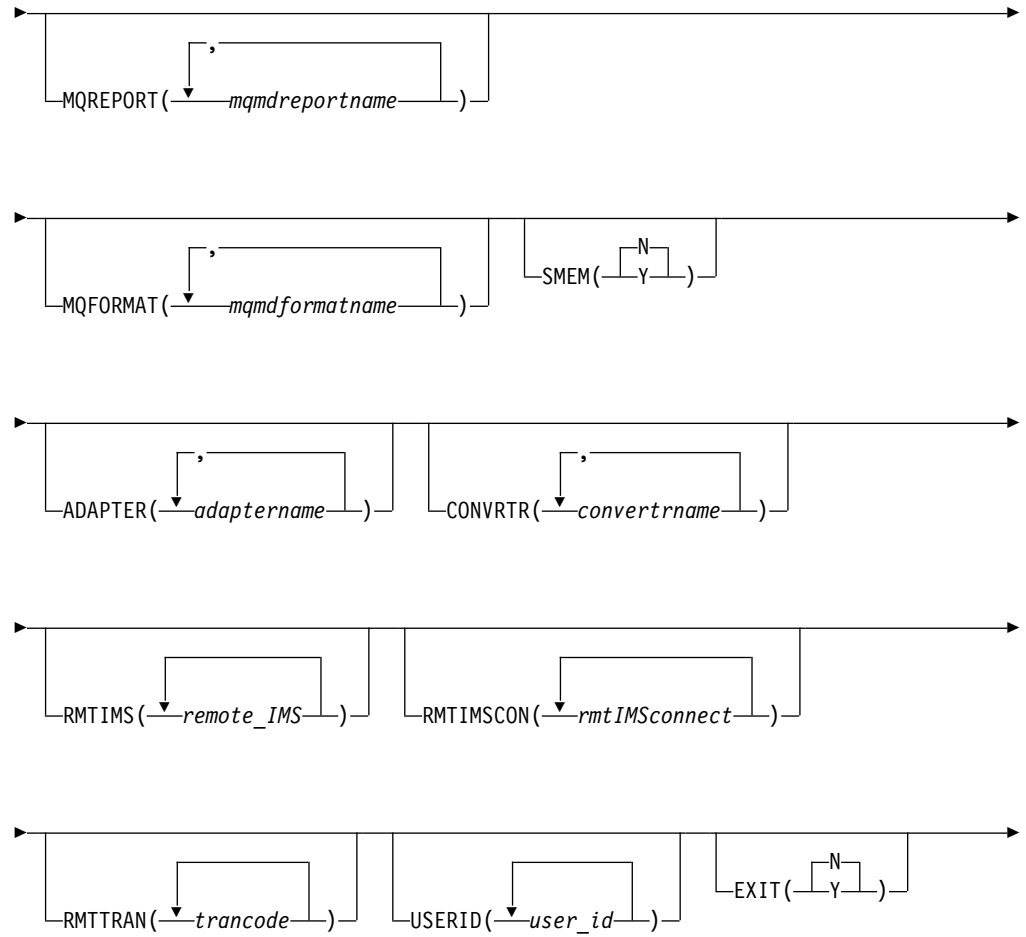 ,
MQREPORT( mqmdreportname )
,
MQFORMAT( mqmdformatname )
N
SMEM( Y )
,
ADAPTER( adaptername )
,
CONVRTR( convertrname )
RMTIMS( remote_IMS )
RMTIMSCON( rmtIMSconnect )
RMTTRAN( trancode )
USERID( user_id )
N
EXIT( Y )